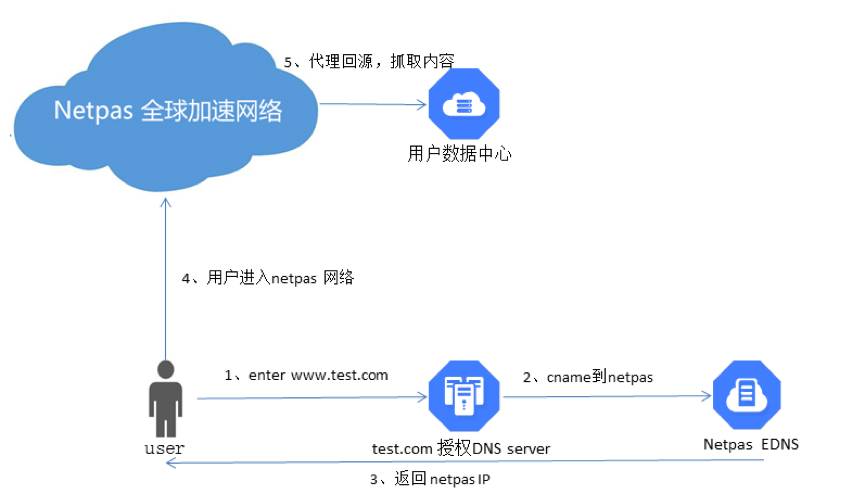 5、代理回源，抓取内容
Netpas 全球加速网络
用户数据中心
4、用户进入netpas 网络
1、enter www.test.com
2、cname到netpas
user
test.com 授权DNS server
Netpas EDNS
3、返回 netpas IP